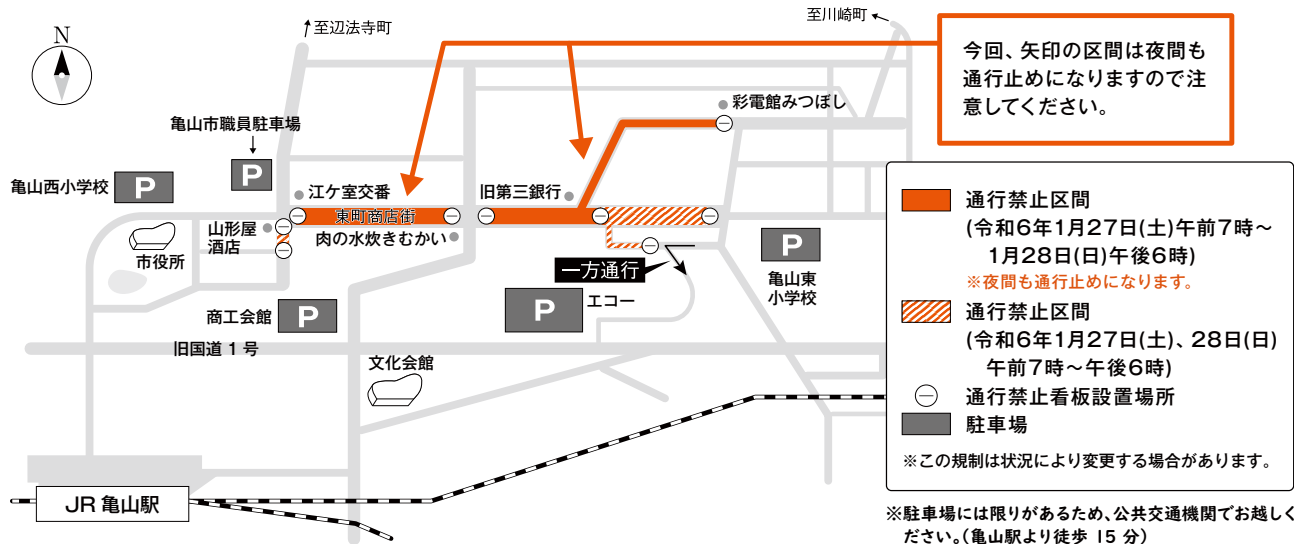 至辺法寺町
至川崎町
N
今回、矢印の区間は夜間も
通行止めになりますので注
意してください。
彩電館みつぼし
亀山市職員駐車場
P
亀山西小学校
P
江ケ室交番
旧第三銀行
東町商店街
山形屋
酒店
肉の水炊きむかい
市役所
一方通行
P
亀山東
小学校
P
エコー
商工会館
P
旧国道1号
文化会館
JR 亀山駅
通行禁止区間
(令和6年1月27日(土)午前7時～
1月28日(日)午後6時)
※夜間も通行止めになります。
通行禁止区間
(令和6年1月27日(土)、28日(日)
午前7時～午後6時)
通行禁止看板設置場所
駐車場
※この規制は状況により変更する場合があります。
※駐車場には限りがあるため、公共交通機関でお越しく
ださい。(亀山駅より徒歩 15 分)